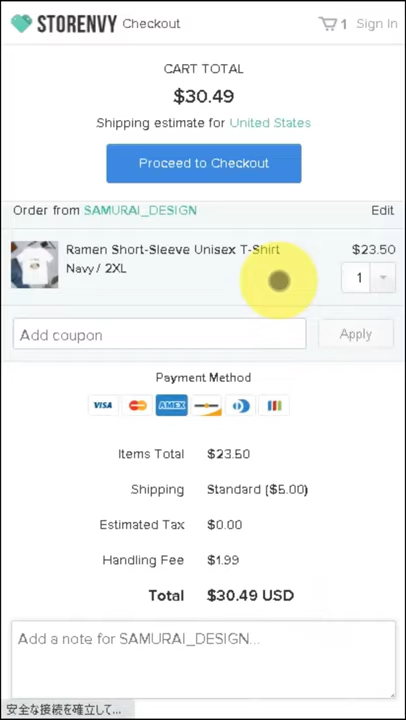 STORENVY Checkout 1 Sign In
CART TOTAL
$30.49
Shipping estimate for United States
Proceed to Checkout
Order from SAMURAI_DESIGN Edit
Ramen Short-Sleeve Unisex T-Shirt $23.50
Navy / 2XL 1
Add coupon Apply
Payment Method
VISA AMEX
Items Total $23.50
Shipping Standard ($5.00)
Estimated Tax $0.00
Handling Fee $1.99
Total $30.49 USD
Add a note for SAMURAI_DESIGN...
安全な接続を確立して...